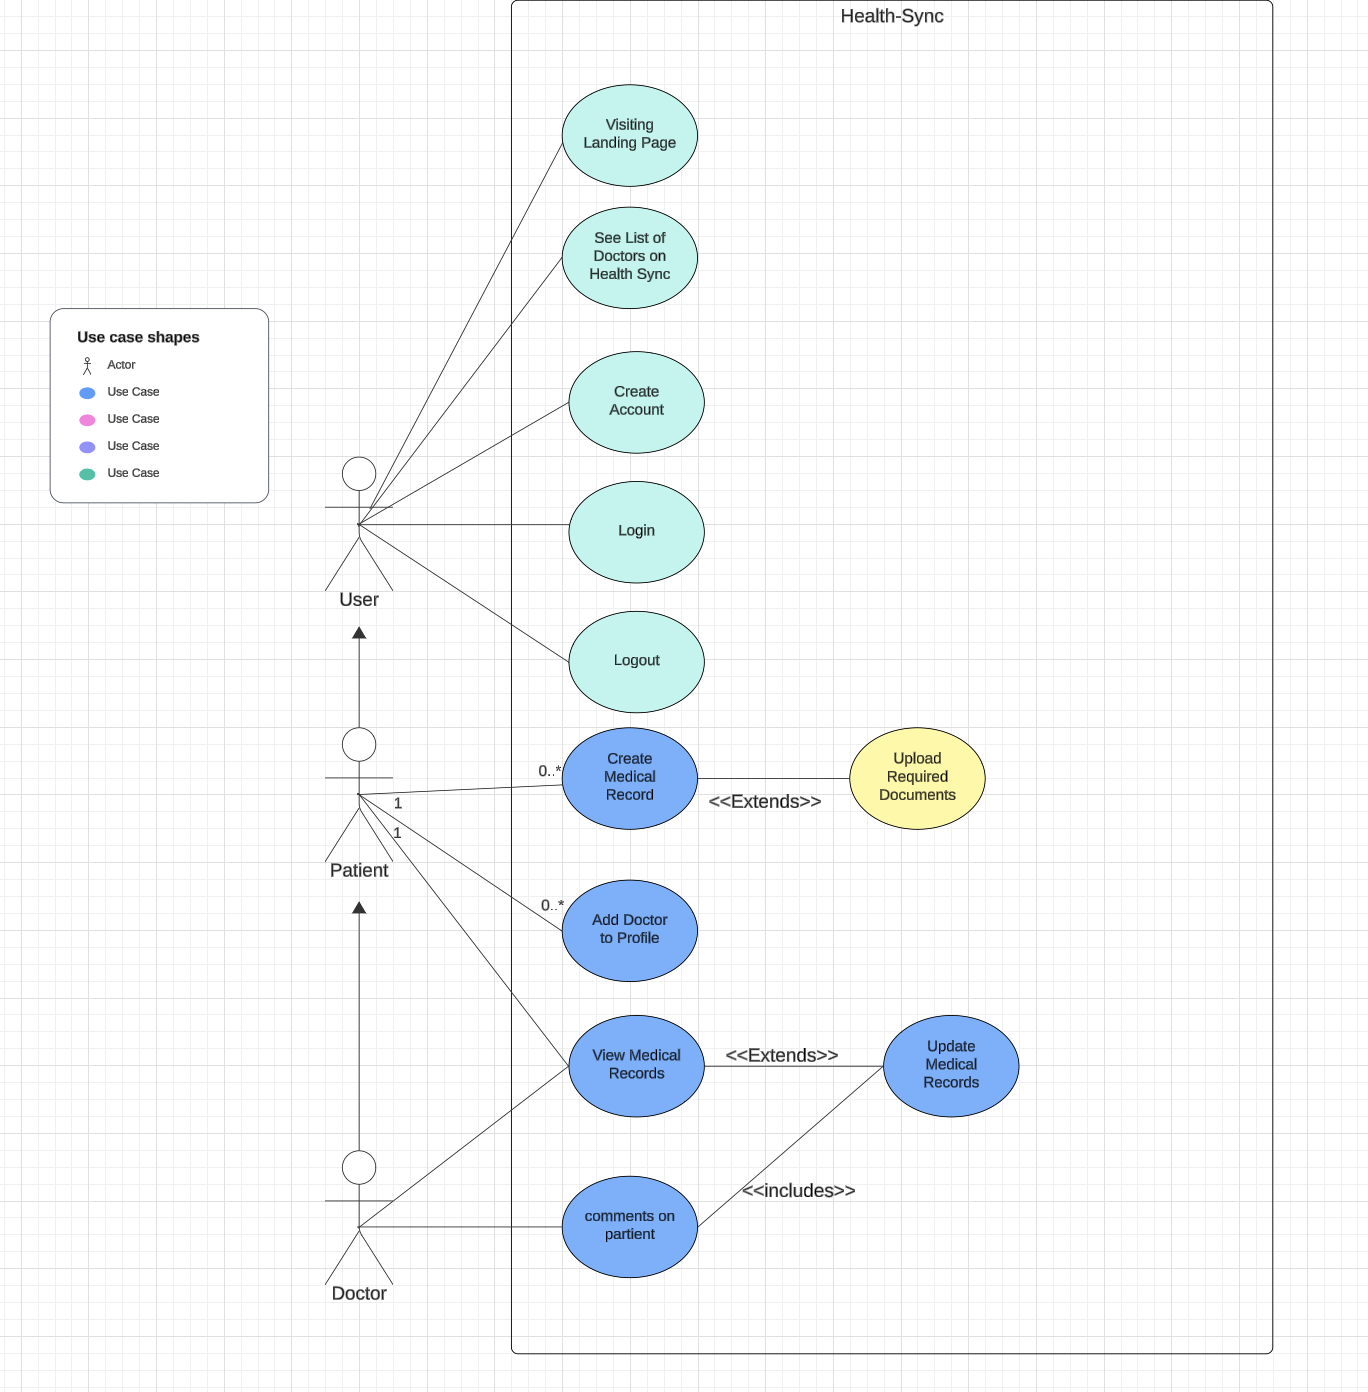 Health-Sync
Visiting
Landing Page
See List of
Doctors on
Health Sync
Use case shapes
Actor
Use Case
Use Case
Use Case
Use Case
Create
Account
Login
User
Logout
Create
Medical
Record
0..*
1
<<Extends>>
Upload
Required
Documents
1
Patient
0..*
Add Doctor
to Profile
View Medical
Records
<<Extends>>
Update
Medical
Records
<<includes>>
comments on
partient
Doctor